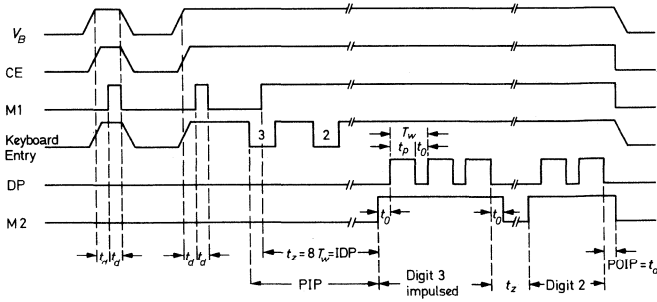 V_B
CE
M1
Keyboard Entry 3 2
T_w
t_p t_0
DP
M2
t_0 t_0
t_d t_d t_d t_d
t_z = 8 T_w = IDP
POIP = t_d
PIP Digit 3 impulsed t_z Digit 2